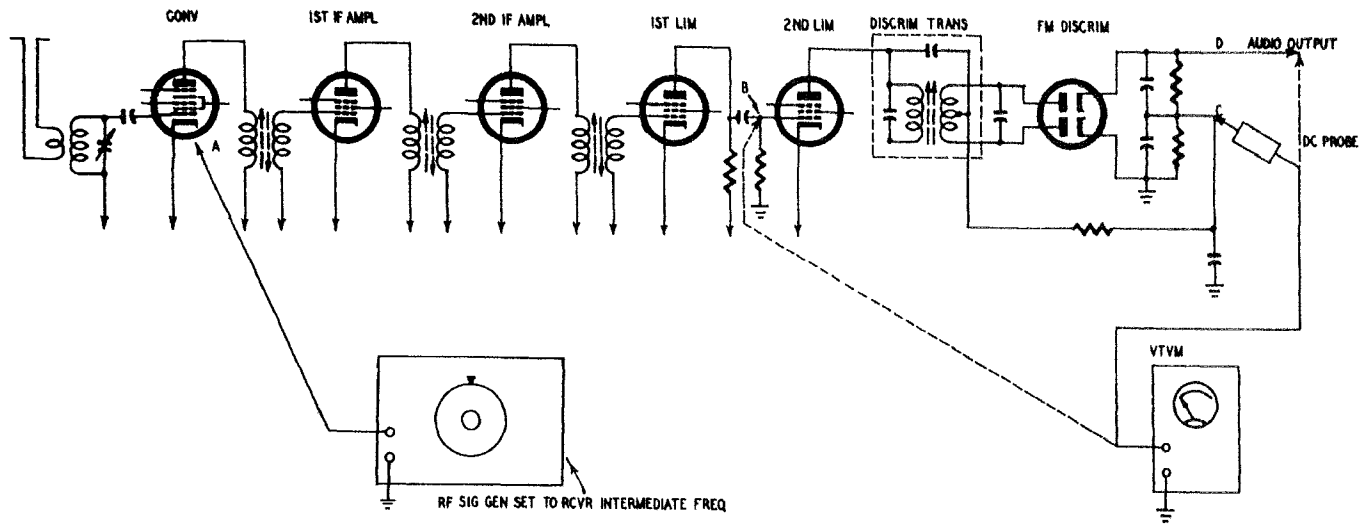 CONV
1ST IF AMPL
2ND IF AMPL
1ST LIM
2ND LIM
DISCRIM TRANS
FM DISCRIM
D
AUDIO OUTPUT
B
C
A
DC PROBE
VTVM
RF SIG GEN SET TO RCVR INTERMEDIATE FREQ